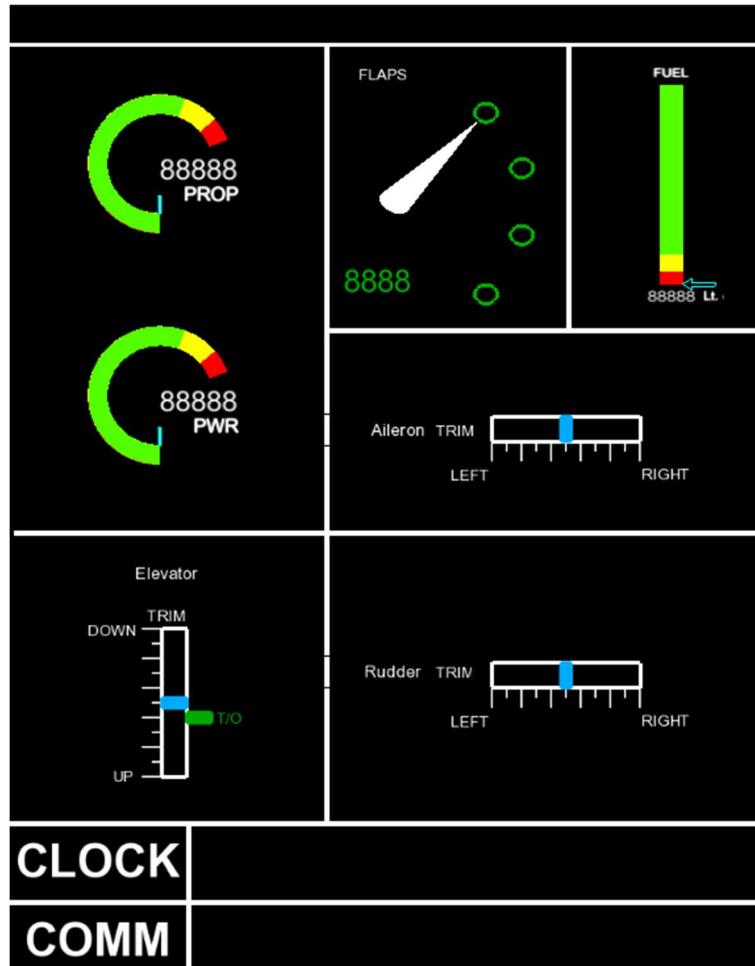 88888
PROP
88888
PWR
FLAPS
8888
FUEL
88888 Lt.
Aileron TRIM
LEFT RIGHT
Elevator
TRIM
DOWN
T/O
UP
Rudder TRIM
LEFT RIGHT
CLOCK
COMM